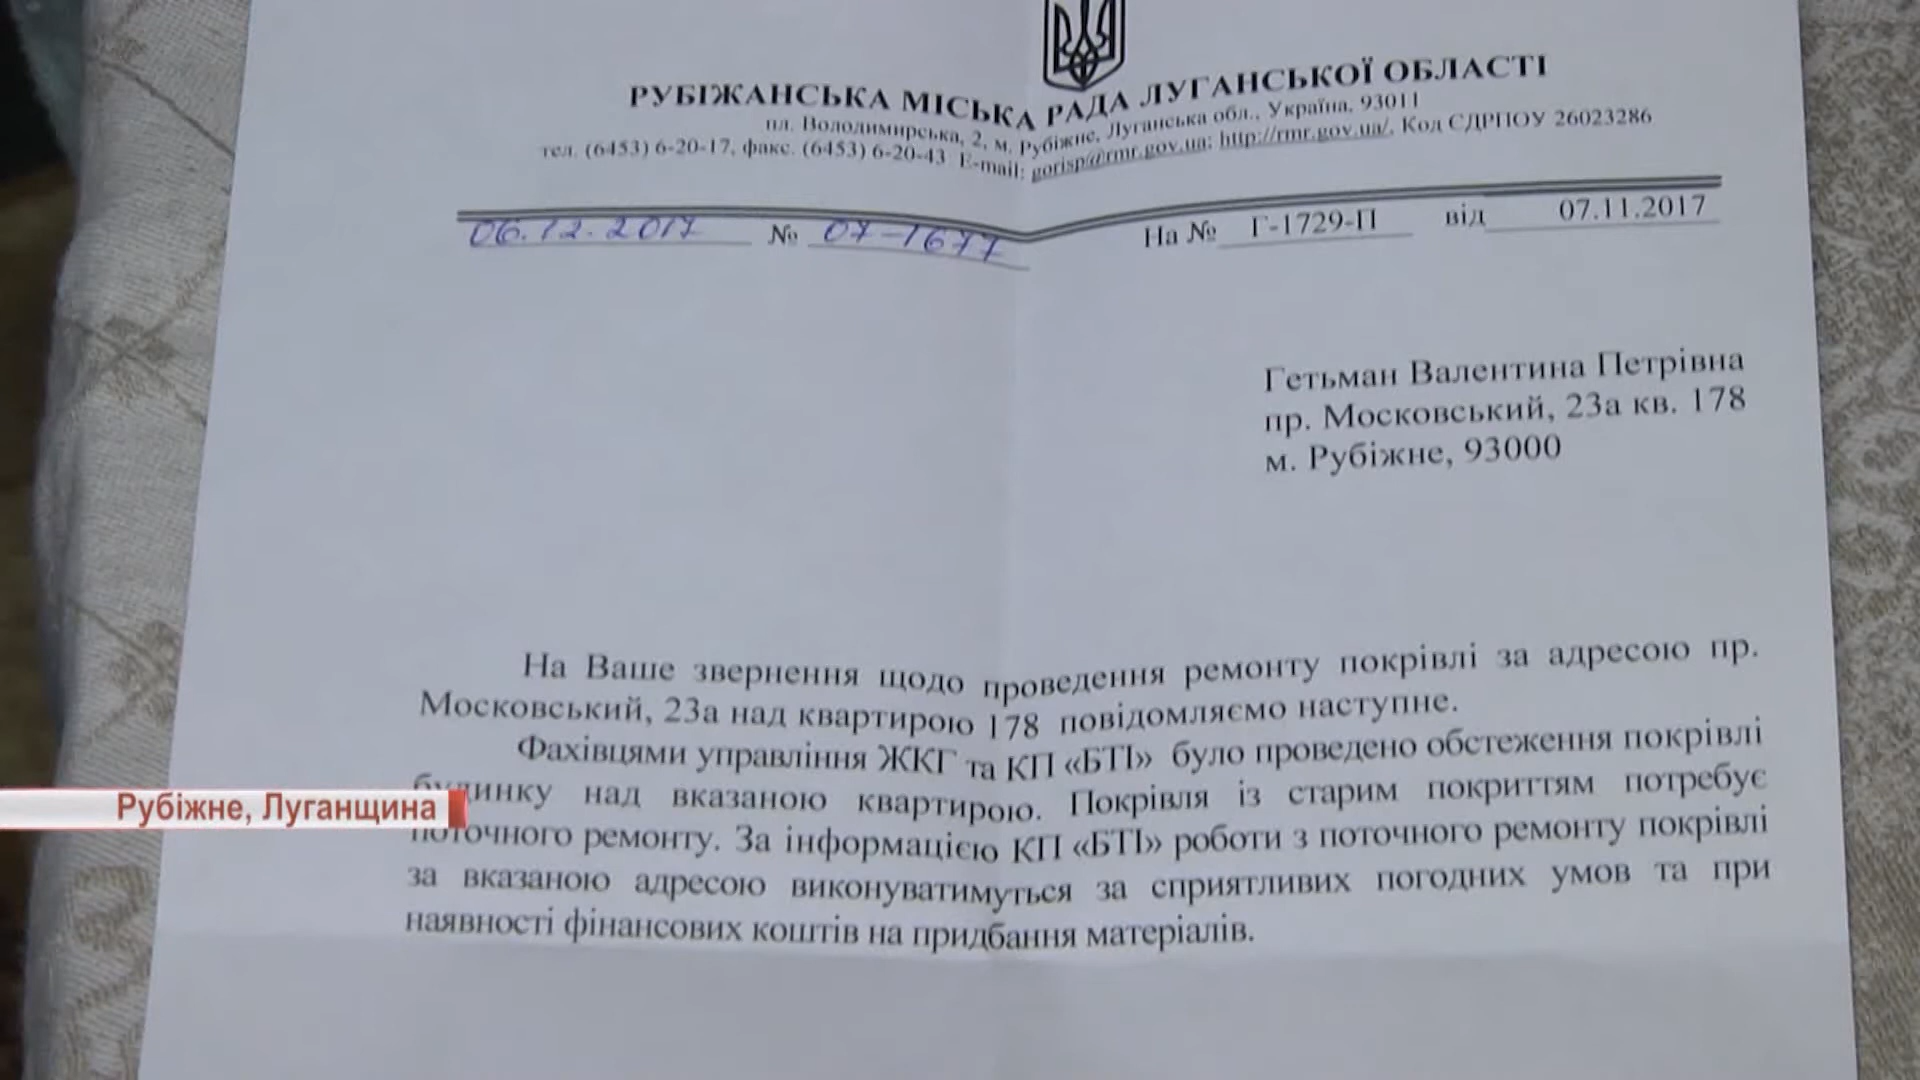 РУБІЖАНСЬКА МІСЬКА РАДА ЛУГАНСЬКОЇ ОБЛАСТІ
пл. Володимирська, 2, м. Рубіжне, Луганська обл., Україна, 93011
тел. (6453) 6-20-17, факс. (6453) 6-20-43 E-mail: gorisp@rmr.gov.ua; http://rmr.gov.ua/, Код ЄДРПОУ 26023286
06.12.2017 № 07-1677 На № Г-1729-П від 07.11.2017
Гетьман Валентина Петрівна
пр. Московський, 23а кв. 178
м. Рубіжне, 93000
На Ваше звернення щодо проведення ремонту покрівлі за адресою пр.
Московський, 23а над квартирою 178 повідомляємо наступне.
Фахівцями управління ЖКГ та КП «БТІ» було проведено обстеження покрівлі
будинку над вказаною квартирою. Покрівля із старим покриттям потребує
поточного ремонту. За інформацією КП «БТІ» роботи з поточного ремонту покрівлі
за вказаною адресою виконуватимуться за сприятливих погодних умов та при
наявності фінансових коштів на придбання матеріалів.
Рубіжне, Луганщина